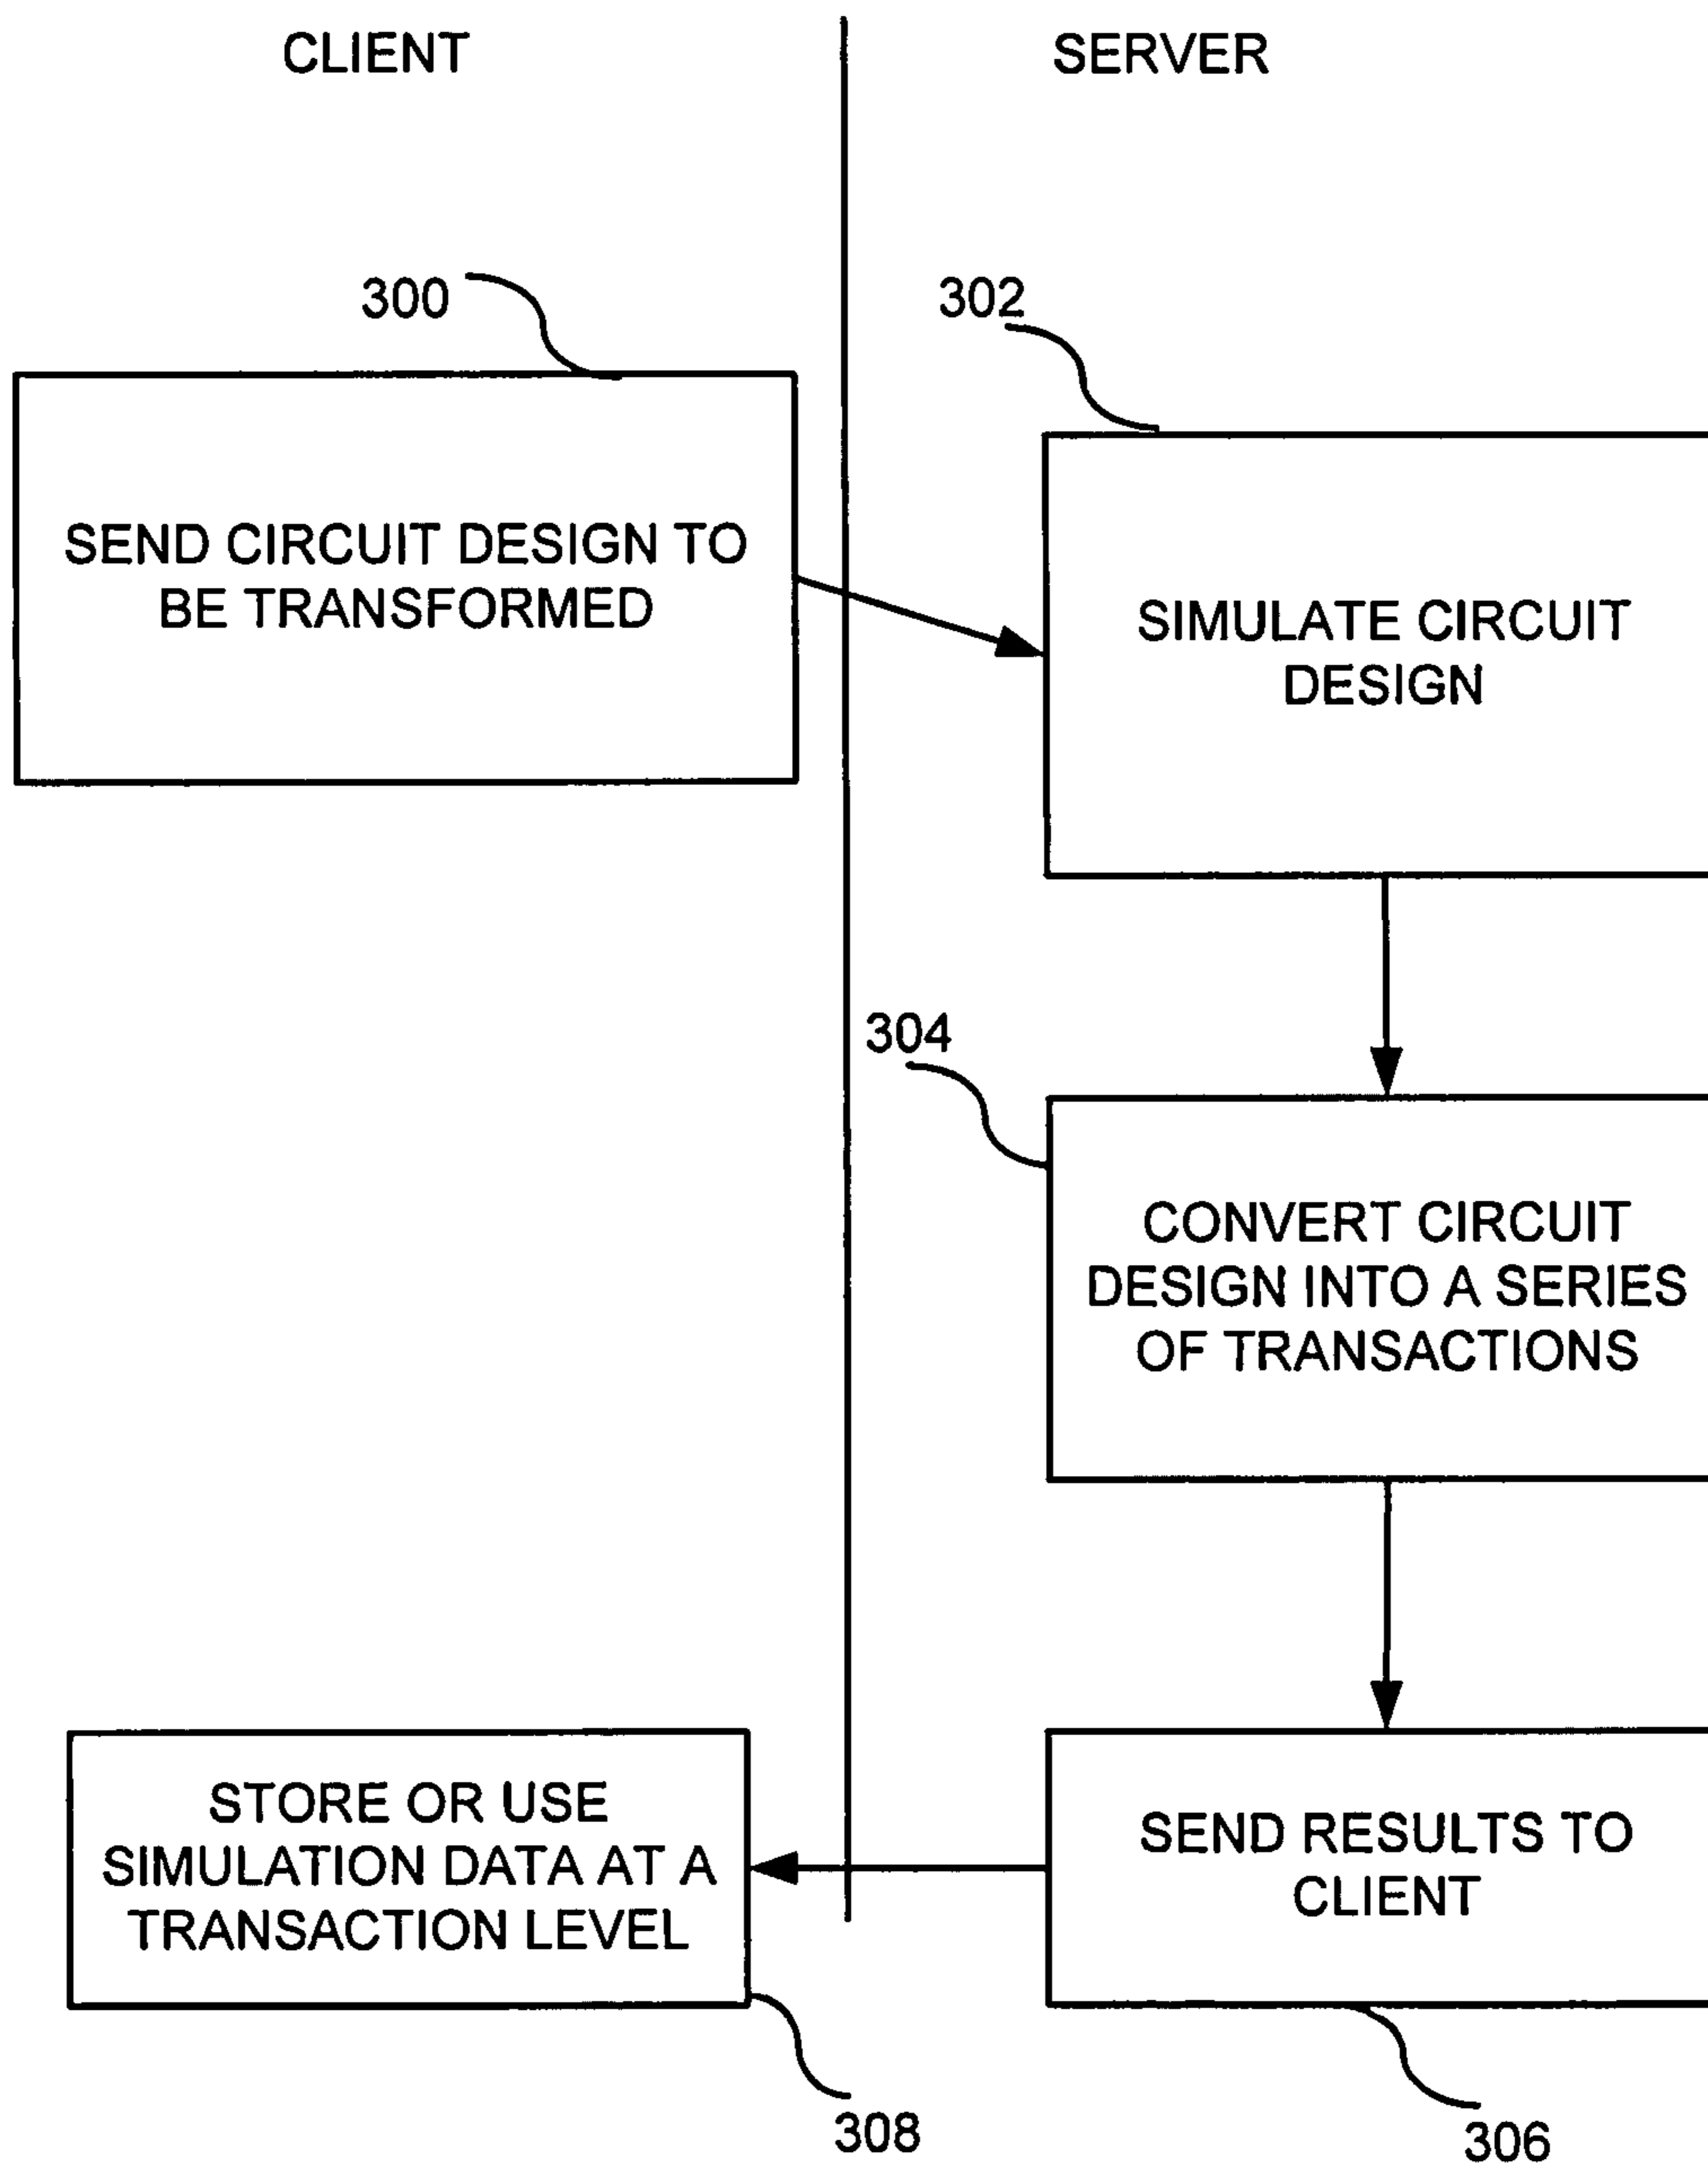 CLIENT
SERVER
300
302
SEND CIRCUIT DESIGN TO
BE TRANSFORMED
SIMULATE CIRCUIT
DESIGN
304
CONVERT CIRCUIT
DESIGN INTO A SERIES
OF TRANSACTIONS
STORE OR USE
SIMULATION DATA AT A
TRANSACTION LEVEL
SEND RESULTS TO
CLIENT
308
306